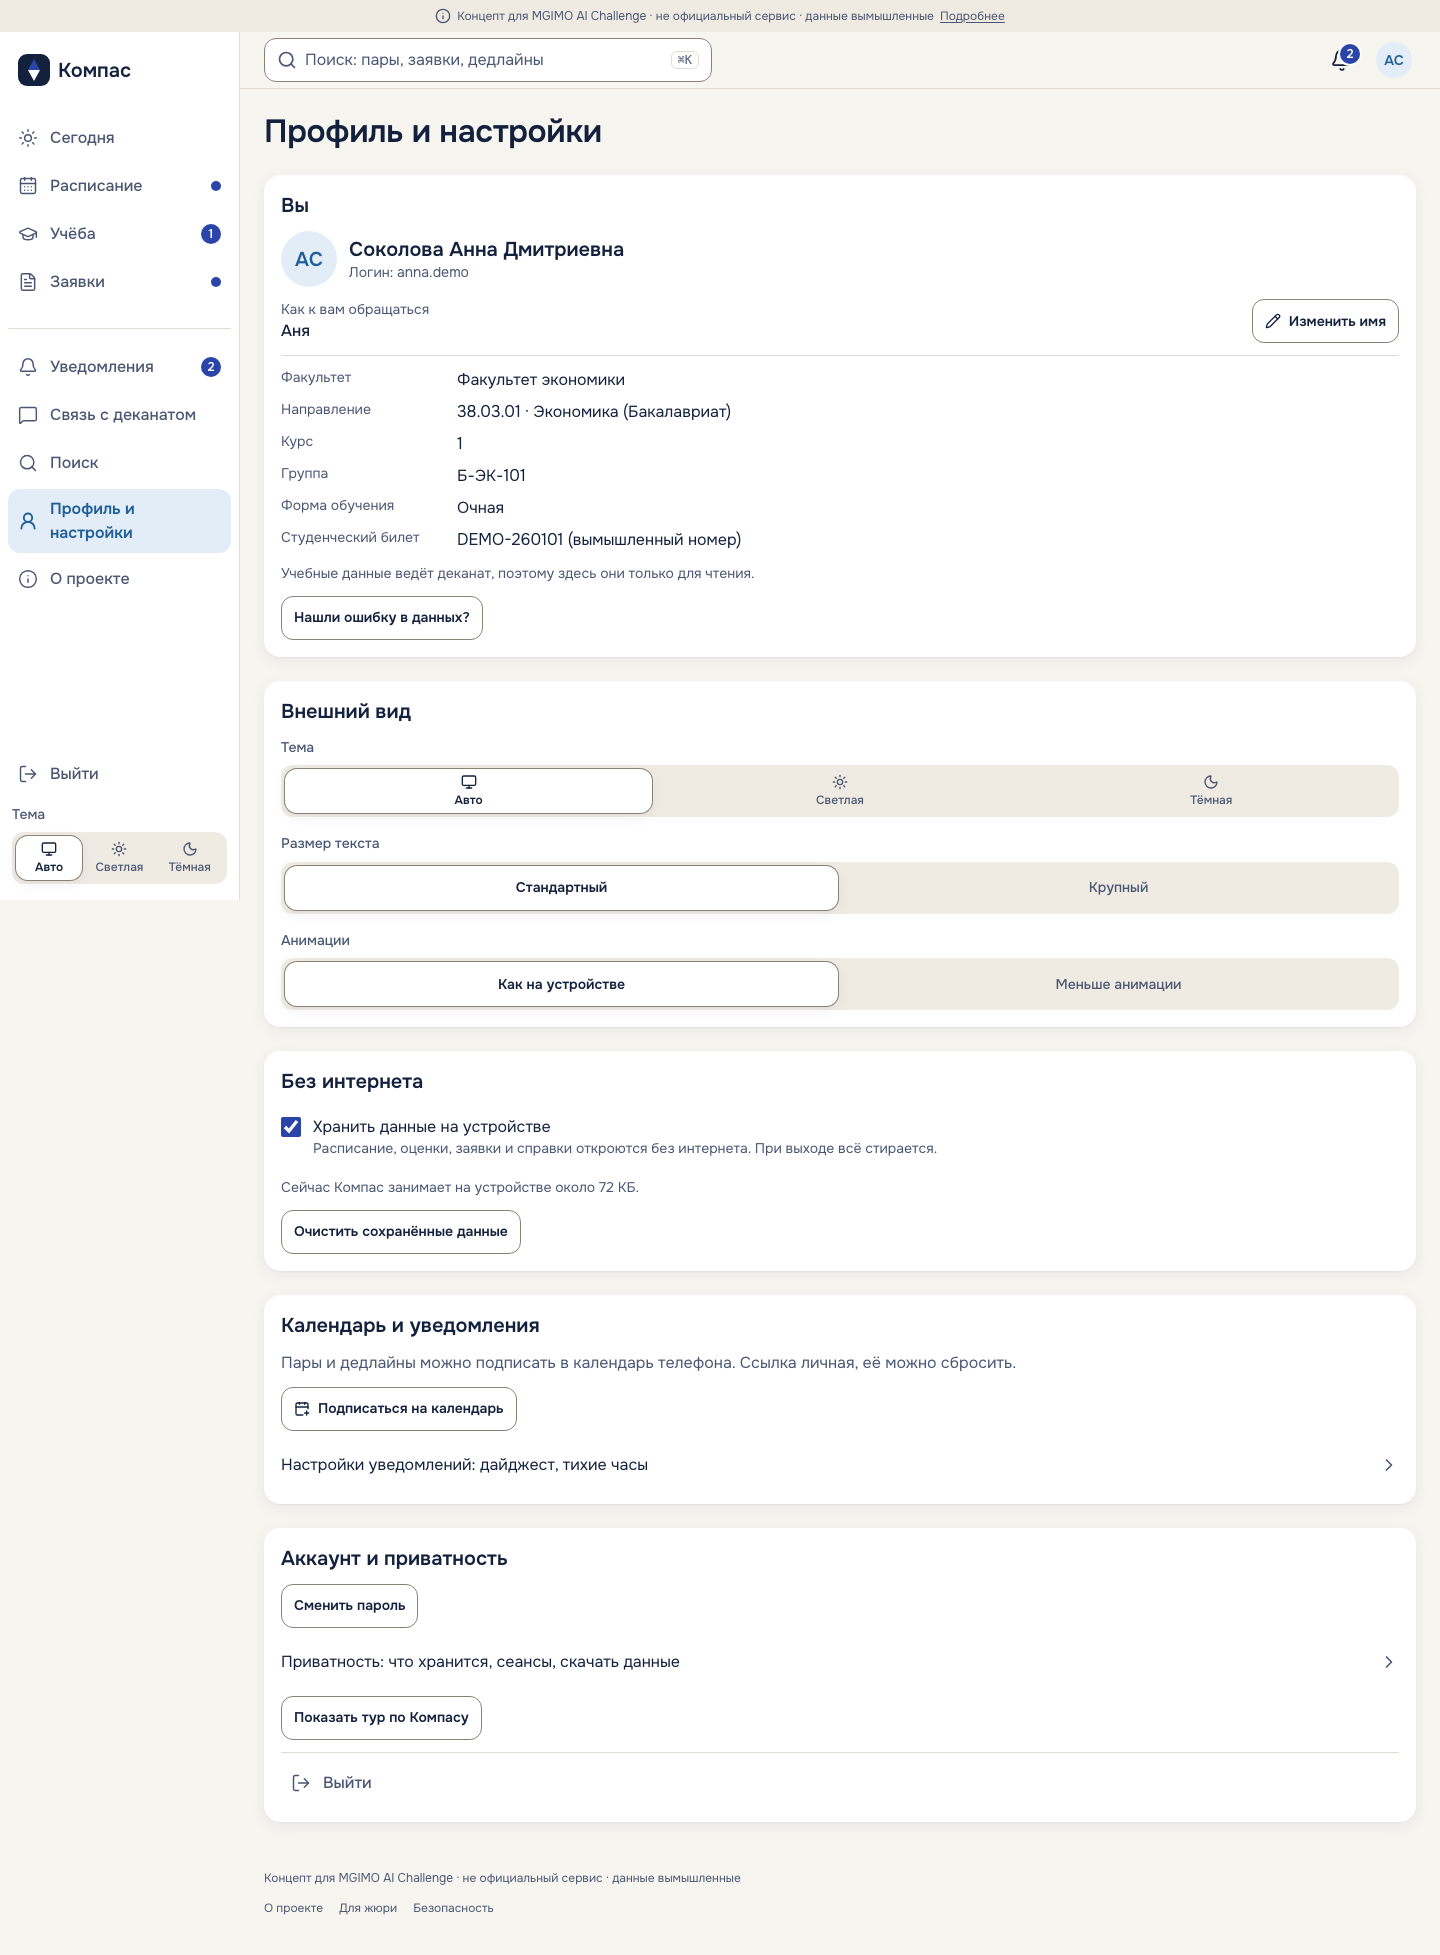 Концепт для MGIMO AI Challenge · не официальный сервис · данные вымышленные Подробнее
Компас
Поиск: пары, заявки, дедлайны
⌘K
2
АС
Сегодня
Расписание
Учёба
1
Заявки
Уведомления
2
Связь с деканатом
Поиск
Профиль и
настройки
О проекте
Выйти
Тема
Авто
Светлая
Тёмная
Профиль и настройки
Вы
АС
Соколова Анна Дмитриевна
Логин: anna.demo
Как к вам обращаться
Аня
Изменить имя
Факультет
Факультет экономики
Направление
38.03.01 · Экономика (Бакалавриат)
Курс
1
Группа
Б-ЭК-101
Форма обучения
Очная
Студенческий билет
DEMO-260101 (вымышленный номер)
Учебные данные ведёт деканат, поэтому здесь они только для чтения.
Нашли ошибку в данных?
Внешний вид
Тема
Авто
Светлая
Тёмная
Размер текста
Стандартный
Крупный
Анимации
Как на устройстве
Меньше анимации
Без интернета
Хранить данные на устройстве
Расписание, оценки, заявки и справки откроются без интернета. При выходе всё стирается.
Сейчас Компас занимает на устройстве около 72 КБ.
Очистить сохранённые данные
Календарь и уведомления
Пары и дедлайны можно подписать в календарь телефона. Ссылка личная, её можно сбросить.
Подписаться на календарь
Настройки уведомлений: дайджест, тихие часы
Аккаунт и приватность
Сменить пароль
Приватность: что хранится, сеансы, скачать данные
Показать тур по Компасу
Выйти
Концепт для MGIMO AI Challenge · не официальный сервис · данные вымышленные
О проекте
Для жюри
Безопасность